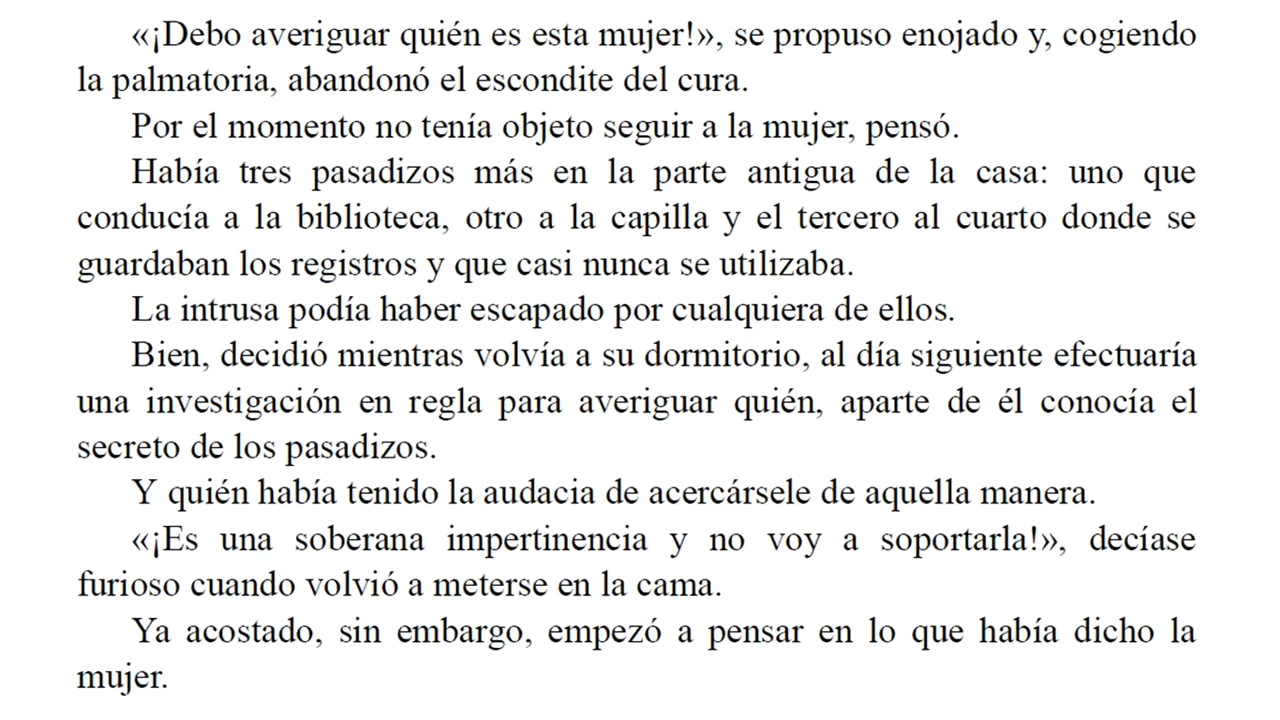 «¡Debo averiguar quién es esta mujer!», se propuso enojado y, cogiendo
la palmatoria, abandonó el escondite del cura.
Por el momento no tenía objeto seguir a la mujer, pensó.
Había tres pasadizos más en la parte antigua de la casa: uno que
conducía a la biblioteca, otro a la capilla y el tercero al cuarto donde se
guardaban los registros y que casi nunca se utilizaba.
La intrusa podía haber escapado por cualquiera de ellos.
Bien, decidió mientras volvía a su dormitorio, al día siguiente efectuaría
una investigación en regla para averiguar quién, aparte de él conocía el
secreto de los pasadizos.
Y quién había tenido la audacia de acercársele de aquella manera.
«¡Es una soberana impertinencia y no voy a soportarla!», decíase
furioso cuando volvió a meterse en la cama.
Ya acostado, sin embargo, empezó a pensar en lo que había dicho la
mujer.